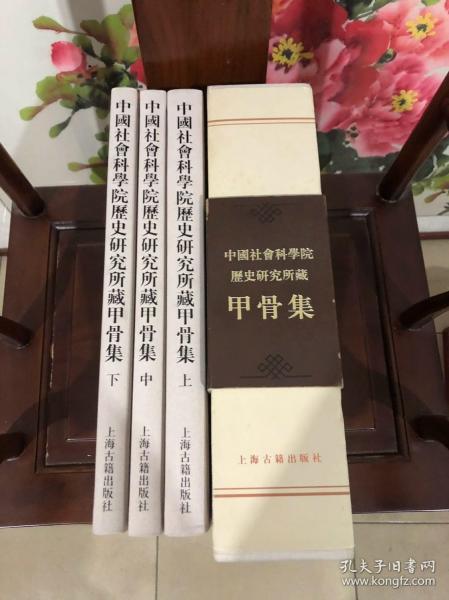 中國社會科學院歷史研究所藏甲骨集 下
上海古籍出版社
中國社會科學院歷史研究所藏甲骨集 中
上海古籍出版社
中國社會科學院歷史研究所藏甲骨集 上
上海古籍出版社
中國社會科學院
歷史研究所藏
甲骨集
上海古籍出版社
孔夫子旧书网
www.kongfz.com